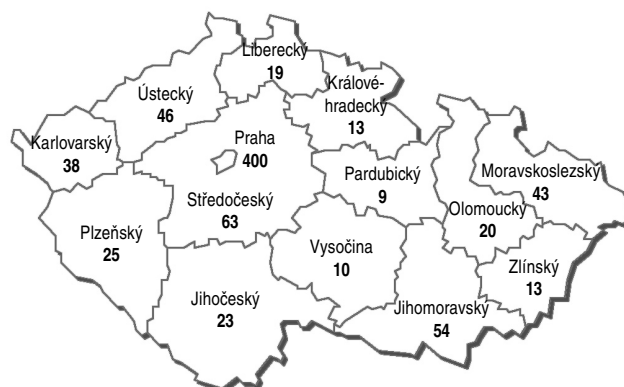 Liberecký
19
Králové-
hradecký
13
Ústecký
46
Karlovarský
38
Praha
400
Pardubický
9
Moravskoslezský
43
Středočeský
63
Olomoucký
20
Plzeňský
25
Vysočina
10
Zlínský
13
Jihočeský
23
Jihomoravský
54